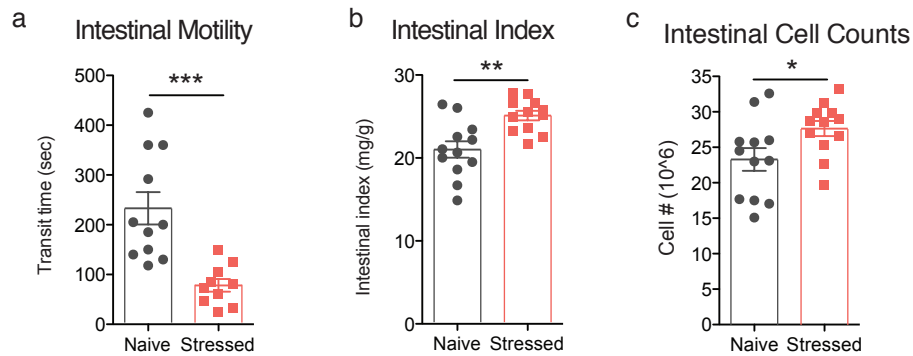 a
Intestinal Motility
Transit time (sec)
500
400
300
200
100
0
***
Naive Stressed
b
Intestinal Index
Intestinal index (mg/g)
30
20
10
0
**
Naive Stressed
c
Intestinal Cell Counts
Cell # (10^6)
35
30
25
20
15
10
5
0
*
Naive Stressed